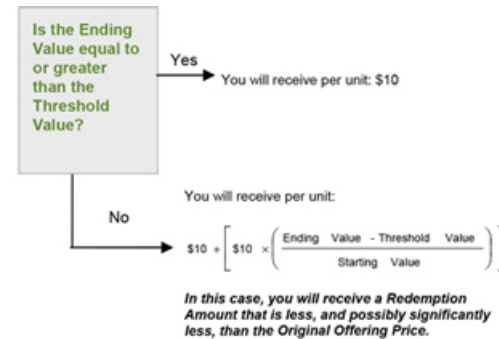 Is the Ending
Value equal to
or greater
than the
Threshold
Value?
Yes
You will receive per unit: $10
You will receive per unit:
No
$10 + [ $10 × ( Ending Value - Threshold Value
Starting Value ) ]
In this case, you will receive a Redemption
Amount that is less, and possibly significantly
less, than the Original Offering Price.